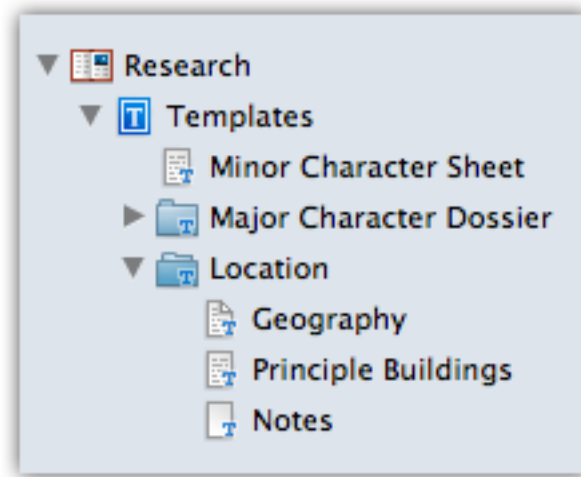 Research
Templates
Minor Character Sheet
Major Character Dossier
Location
Geography
Principle Buildings
Notes